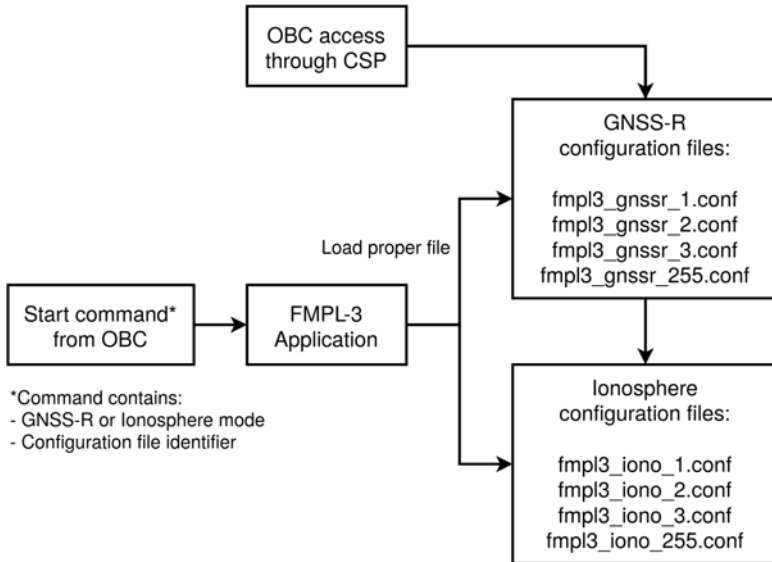 OBC access
through CSP
GNSS-R
configuration files:
fmpl3_gnssr_1.conf
fmpl3_gnssr_2.conf
fmpl3_gnssr_3.conf
fmpl3_gnssr_255.conf
Load proper file
Start command*
from OBC
FMPL-3
Application
*Command contains:
- GNSS-R or Ionosphere mode
- Configuration file identifier
Ionosphere
configuration files:
fmpl3_iono_1.conf
fmpl3_iono_2.conf
fmpl3_iono_3.conf
fmpl3_iono_255.conf